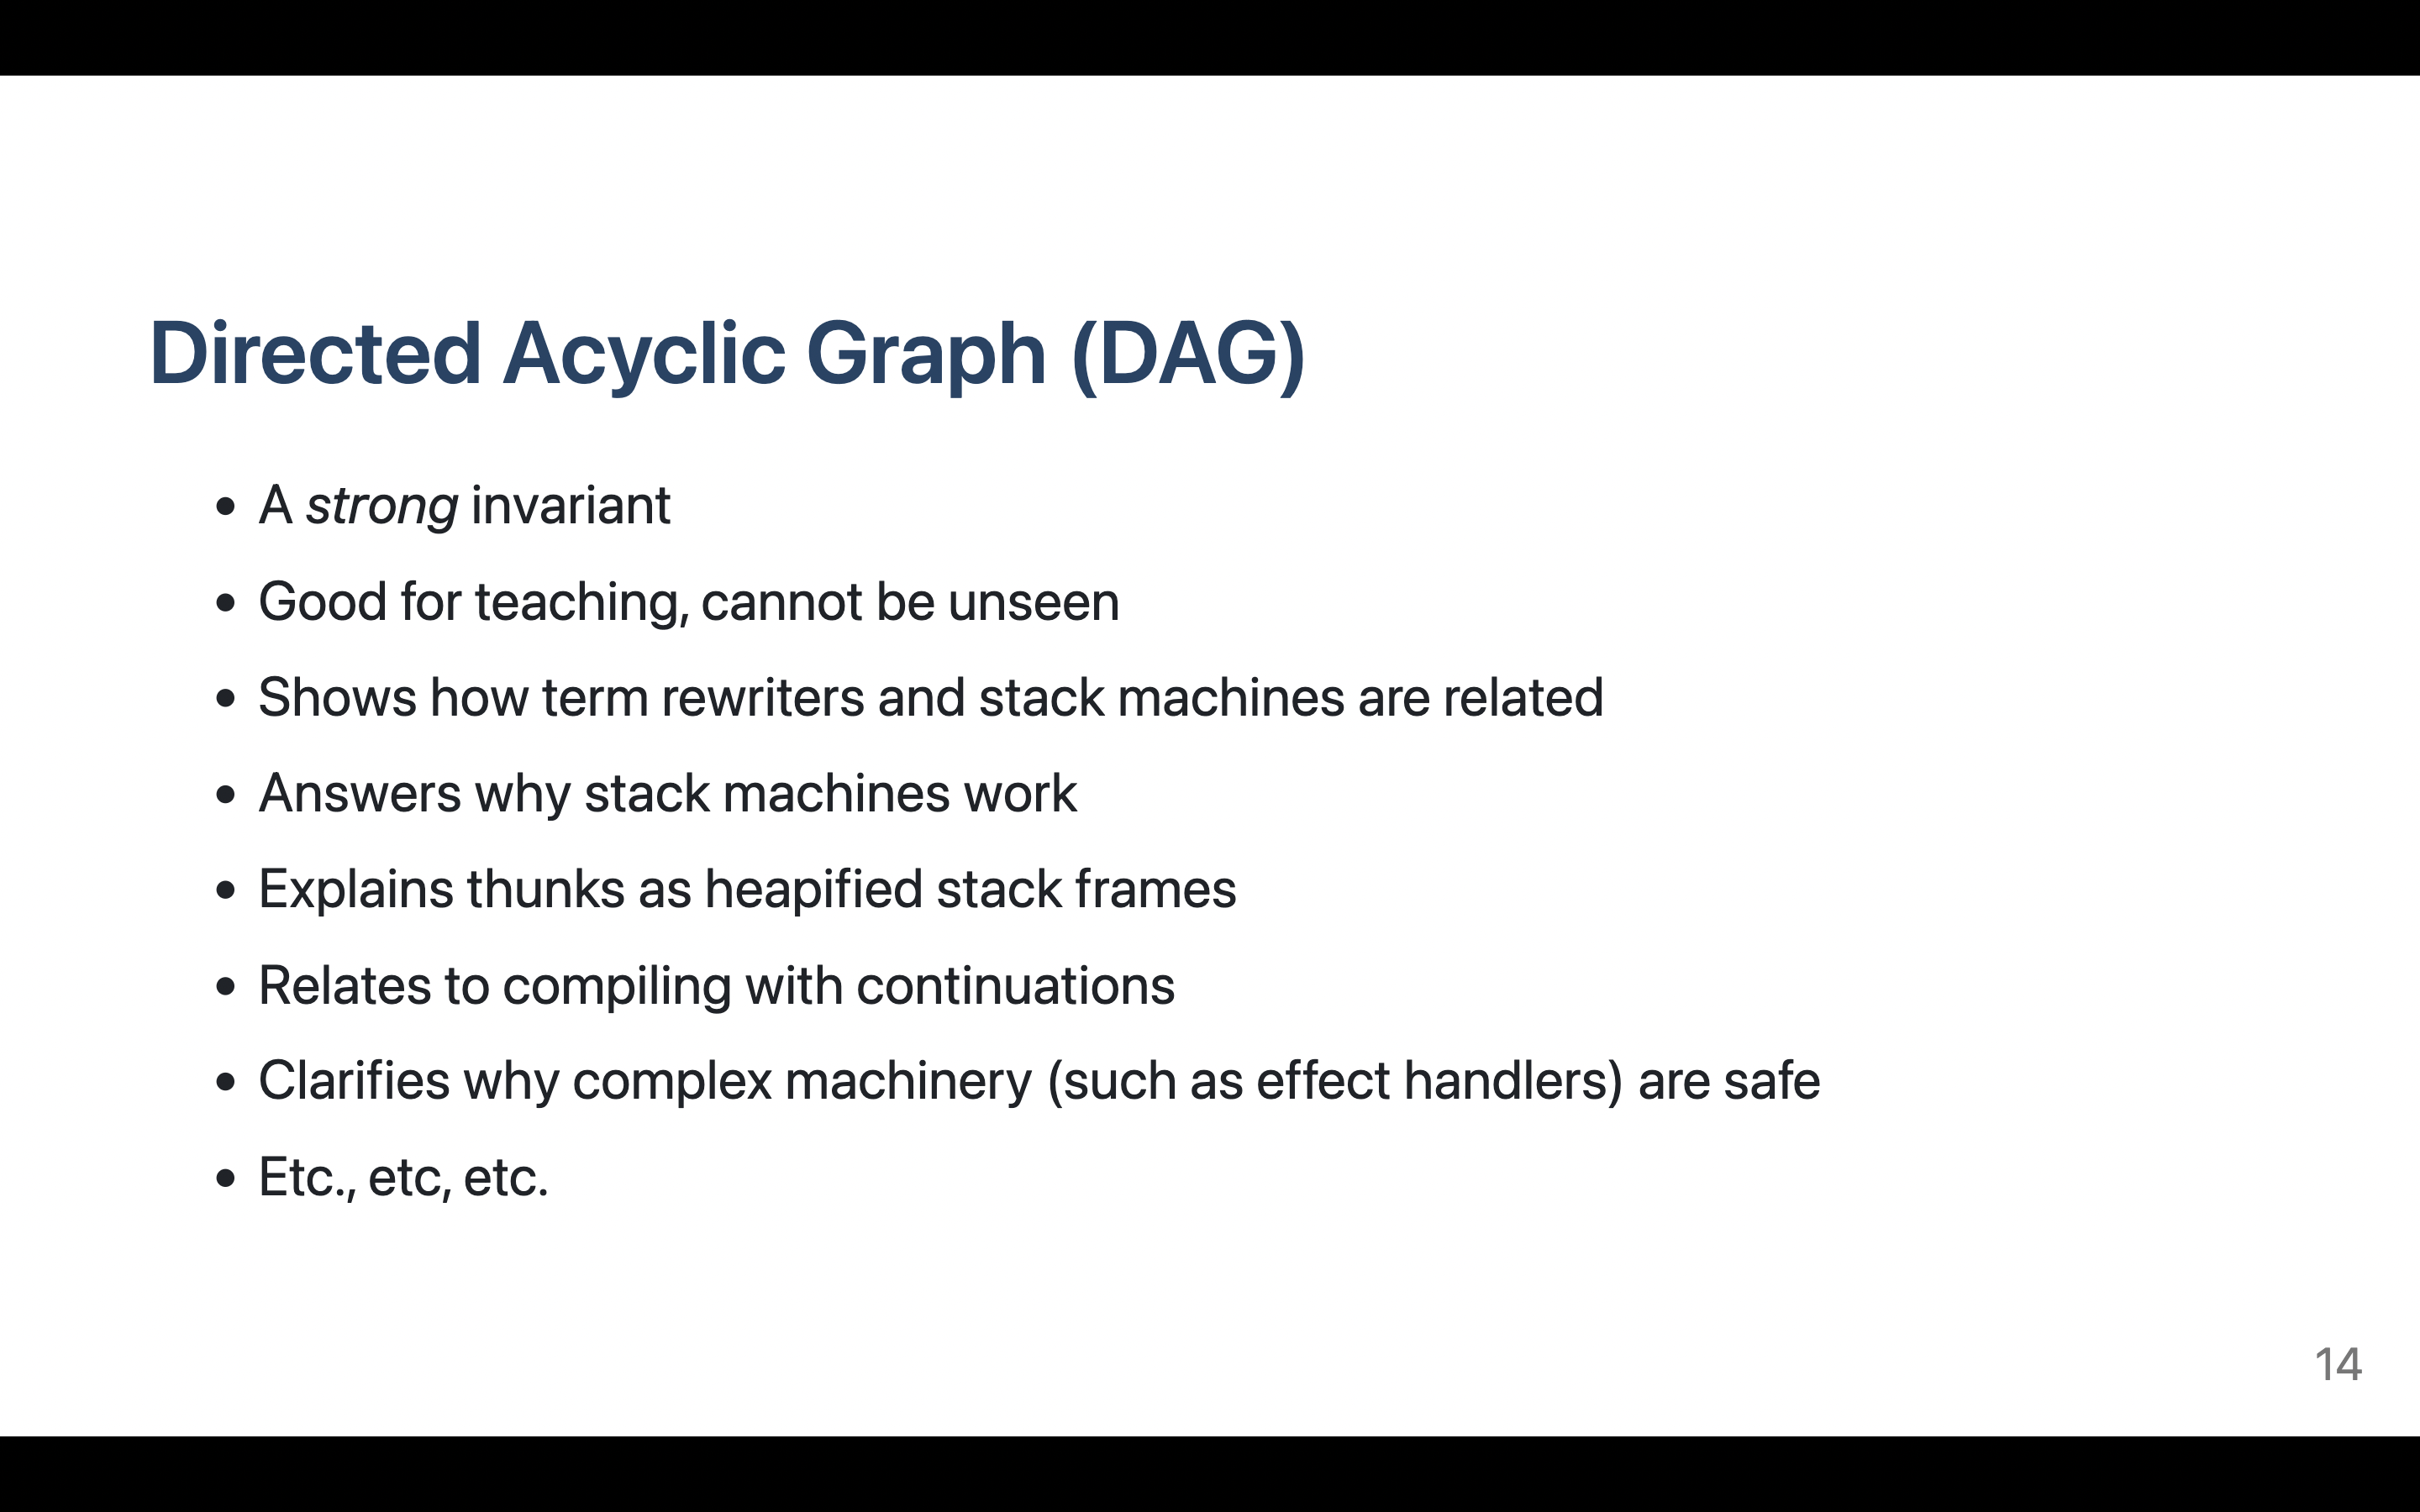 Directed Acyclic Graph (DAG)
• A strong invariant
• Good for teaching, cannot be unseen
• Shows how term rewriters and stack machines are related
• Answers why stack machines work
• Explains thunks as heapified stack frames
• Relates to compiling with continuations
• Clarifies why complex machinery (such as effect handlers) are safe
• Etc., etc, etc.
14